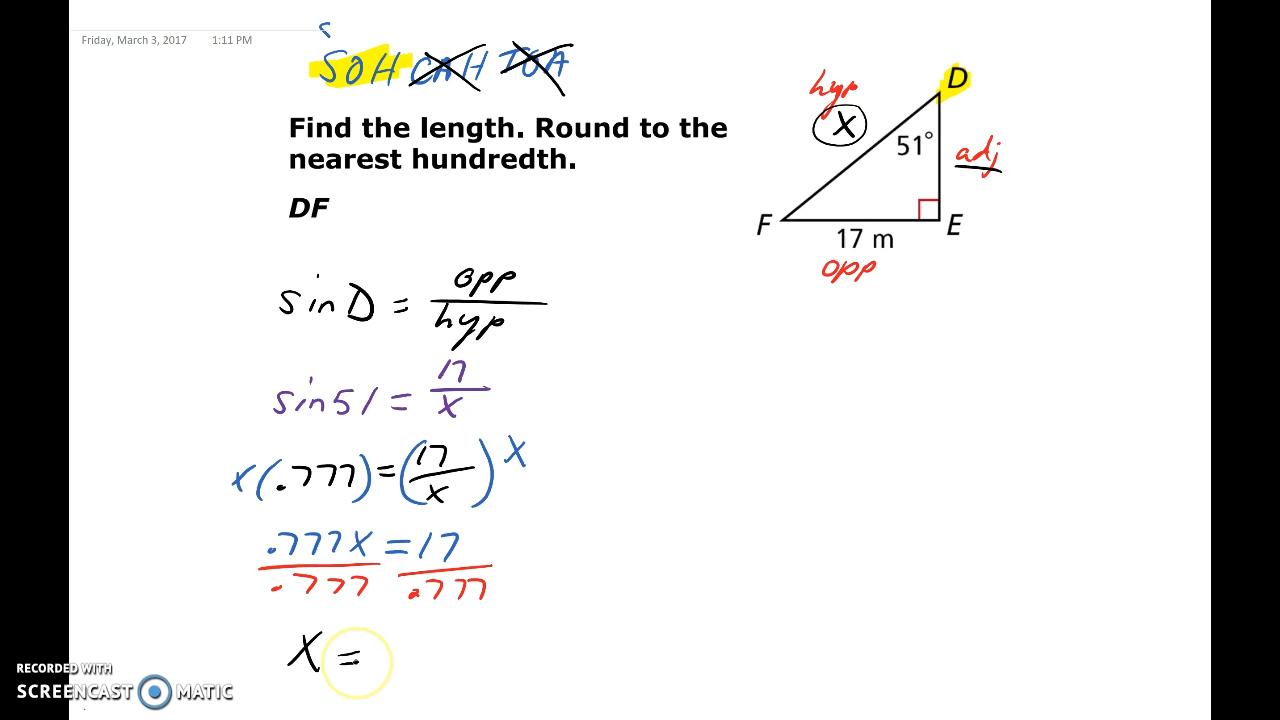 Friday, March 3, 2017 1:11 PM
S
SOH CAH TOA
Find the length. Round to the
nearest hundredth.
DF
hyp
X
D
51°
adj
F
17 m
E
opp
sin D = opp
hyp
sin 51 = 17
x
x(.777) = (17
x) x
.777x = 17
.777 .777
X =
RECORDED WITH
SCREENCAST MATIC